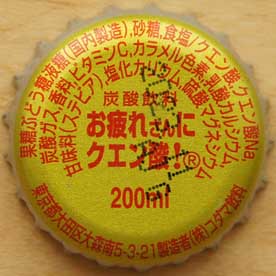 果糖ぶどう糖液糖(国内製造),砂糖,食塩/クエン酸,クエン酸Na
炭酸ガス,香料,ビタミンC,カラメル色素,乳酸カルシウム
甘味料(ステビア),塩化カリウム,硫酸マグネシウム
炭酸飲料
お疲れさんに
クエン酸!®
200ml
東京都大田区大森南5-3-21製造者(株)コダマ飲料